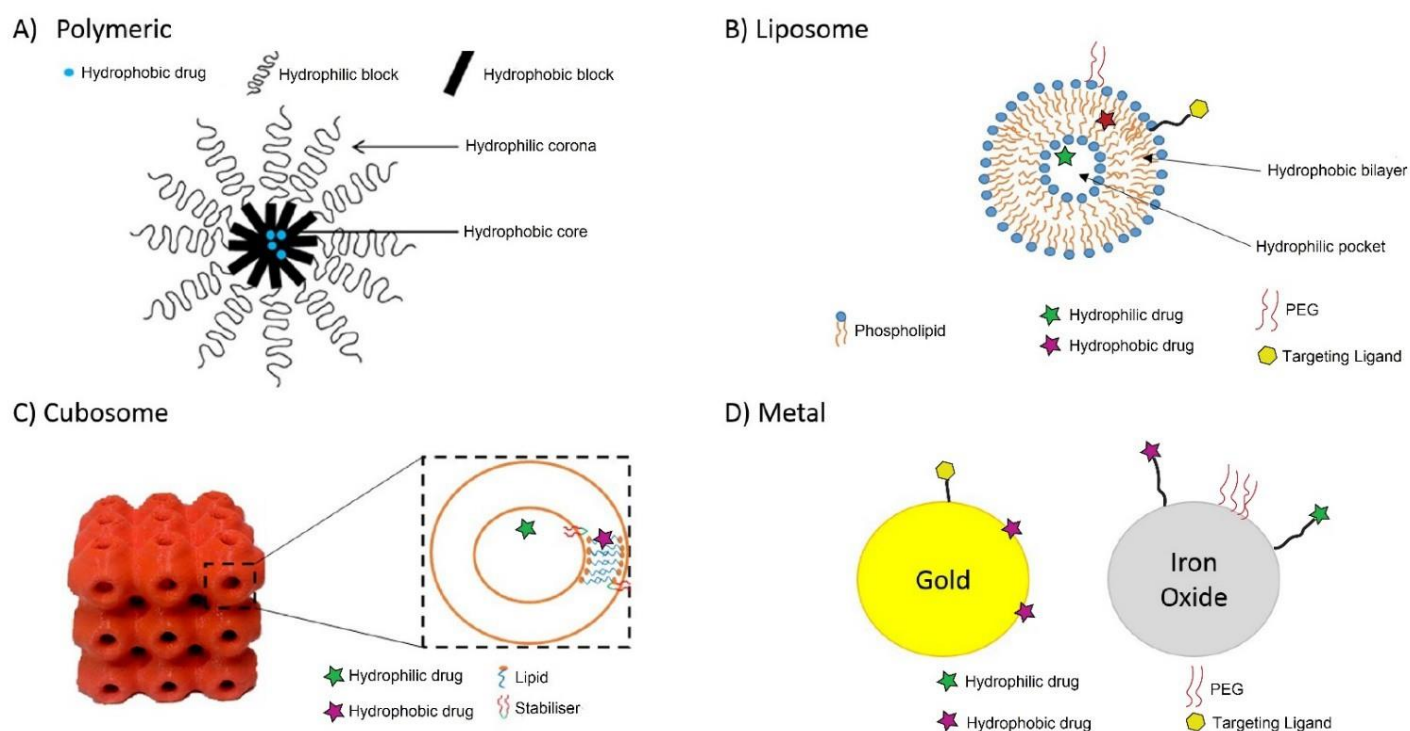 A) Polymeric
Hydrophobic drug
Hydrophilic block
Hydrophobic block
Hydrophilic corona
Hydrophobic core
B) Liposome
Hydrophobic bilayer
Hydrophilic pocket
Phospholipid
Hydrophilic drug
Hydrophobic drug
PEG
Targeting Ligand
C) Cubosome
Hydrophilic drug
Hydrophobic drug
Lipid
Stabiliser
D) Metal
Gold
Iron
Oxide
Hydrophilic drug
Hydrophobic drug
PEG
Targeting Ligand